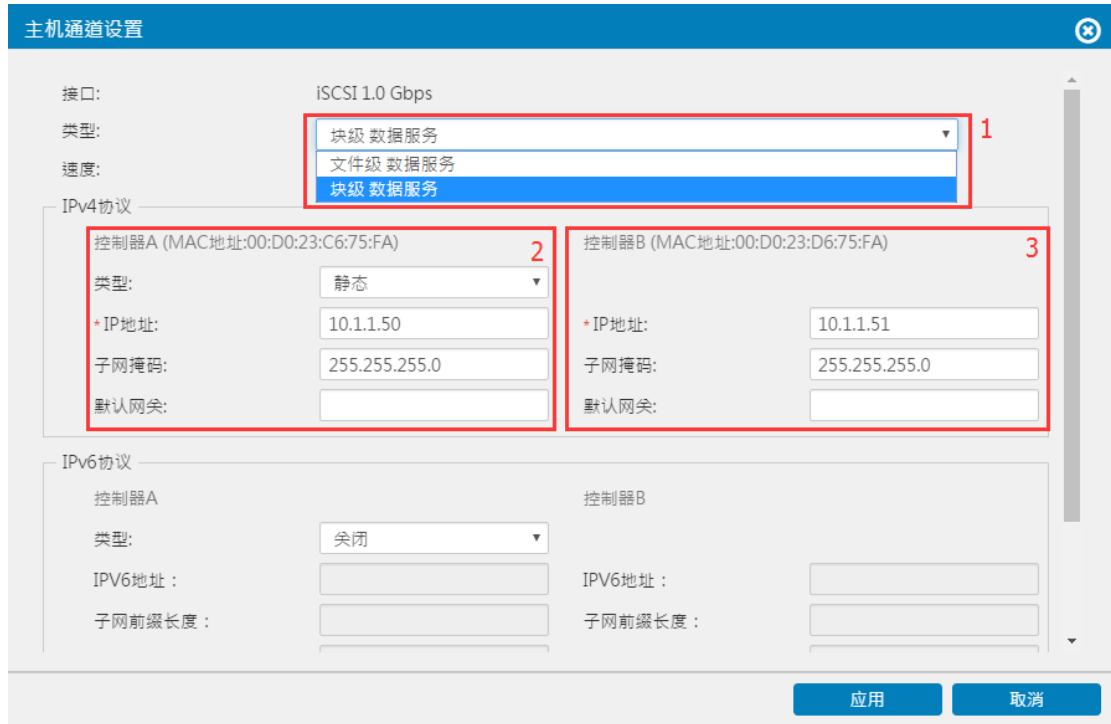 主机通道设置
接口: iSCSI 1.0 Gbps
类型: 块级 数据服务 1
文件级 数据服务
速度:
块级 数据服务
IPv4协议
控制器A (MAC地址:00:D0:23:C6:75:FA) 2 控制器B (MAC地址:00:D0:23:D6:75:FA) 3
类型: 静态
*IP地址: 10.1.1.50 *IP地址: 10.1.1.51
子网掩码: 255.255.255.0 子网掩码: 255.255.255.0
默认网关: 默认网关:
IPv6协议
控制器A 控制器B
类型: 关闭
IPV6地址： IPV6地址：
子网前缀长度： 子网前缀长度：
应用 取消